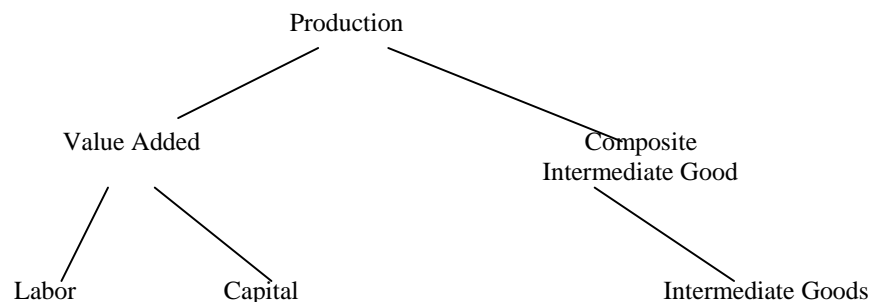 Production
Value Added
Composite
Intermediate Good
Labor
Capital
Intermediate Goods